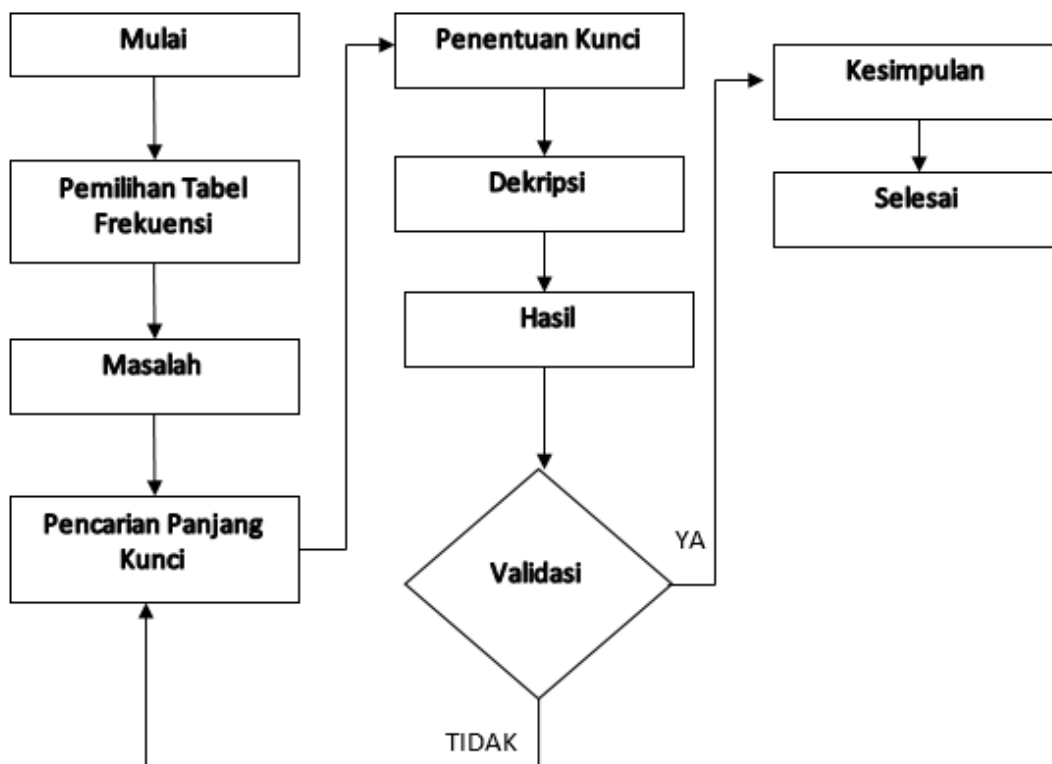 Mulai
Pemilihan Tabel
Frekuensi
Masalah
Pencarian Panjang
Kunci
Penentuan Kunci
Dekripsi
Hasil
Validasi
YA
TIDAK
Kesimpulan
Selesai